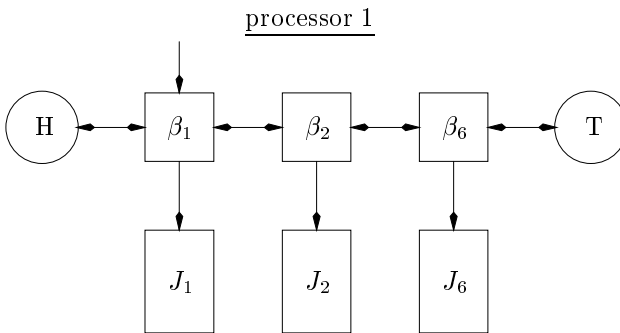 processor 1
H β₁ β₂ β₆ T
J₁ J₂ J₆